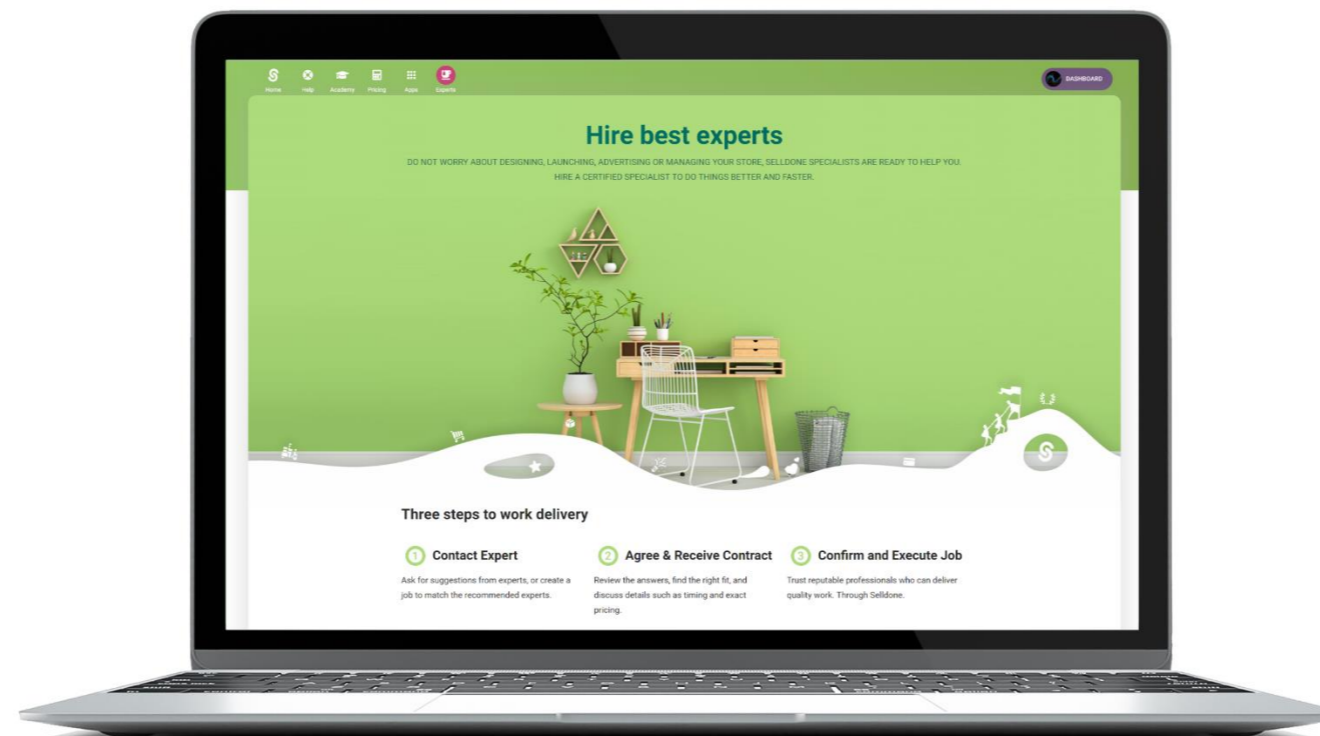 Home Help Academy Pricing Apps Experts
DASHBOARD
Hire best experts
DO NOT WORRY ABOUT DESIGNING, LAUNCHING, ADVERTISING OR MANAGING YOUR STORE, SELLDONE SPECIALISTS ARE READY TO HELP YOU.
HIRE A CERTIFIED SPECIALIST TO DO THINGS BETTER AND FASTER.
Three steps to work delivery
1 Contact Expert
Ask for suggestions from experts, or create a
job to match the recommended experts.
2 Agree & Receive Contract
Review the answers, find the right fit, and
discuss details such as timing and exact
pricing.
3 Confirm and Execute Job
Trust reputable professionals who can deliver
quality work. Through Selldone.